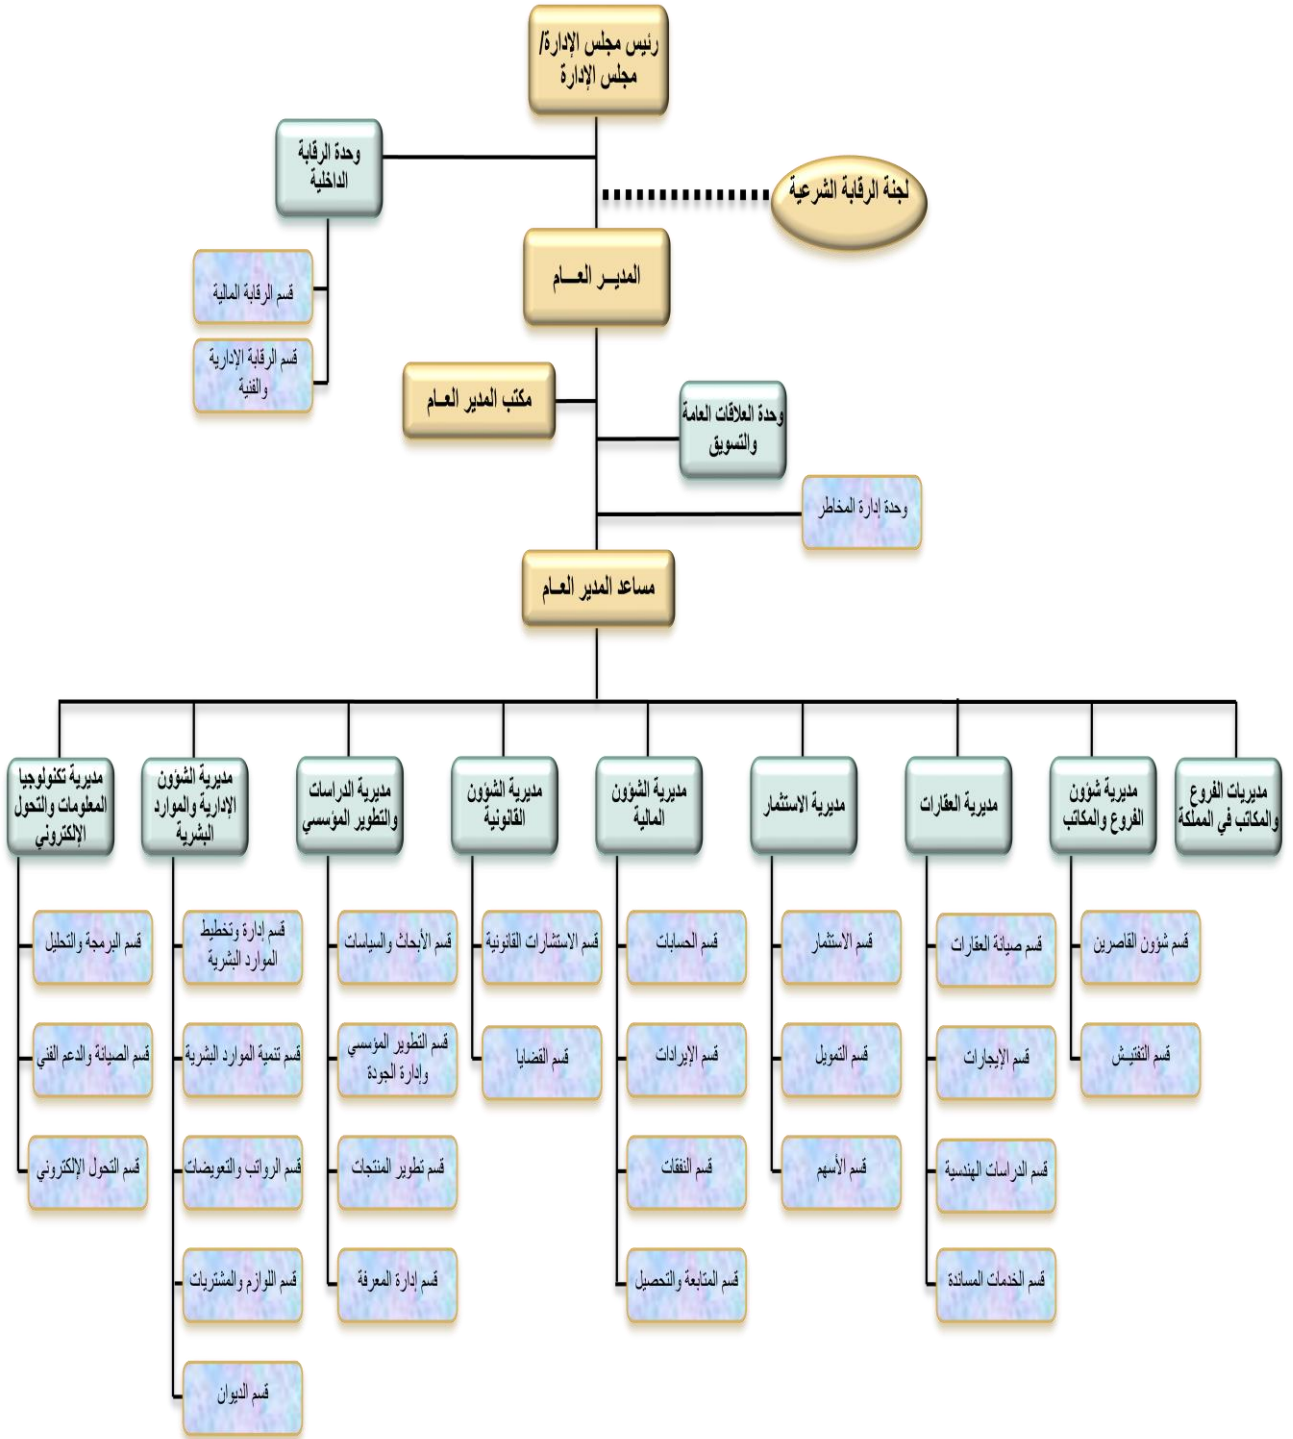 رئيس مجلس الإدارة/
مجلس الإدارة
وحدة الرقابة
الداخلية
لجنة الرقابة الشرعية
قسم الرقابة المالية
قسم الرقابة الإدارية
والفنية
المديــر العـــام
مكتب المدير العـام
وحدة العلاقات العامة
والتسويق
وحدة إدارة المخاطر
مساعد المدير العـام
مديريات الفروع
والمكاتب في المملكة
مديرية شؤون
الفروع والمكاتب
قسم شؤون القاصرين
قسم التفتيـش
مديرية العقارات
قسم صيانة العقارات
قسم الإيجارات
قسم الدراسات الهندسية
قسم الخدمات المساندة
مديرية الاستثمار
قسم الاستثمار
قسم التمويل
قسم الأسهم
مديرية الشؤون
المالية
قسم الحسابات
قسم الإيرادات
قسم النفقات
قسم المتابعة والتحصيل
مديرية الشؤون
القانونية
قسم الاستشارات القانونية
قسم القضايا
مديرية الدراسات
والتطوير المؤسسي
قسم الأبحاث والسياسات
قسم التطوير المؤسسي
وإدارة الجودة
قسم تطوير المنتجات
قسم إدارة المعرفة
مديرية الشؤون
الإدارية والموارد
البشرية
قسم إدارة وتخطيط
الموارد البشرية
قسم تنمية الموارد البشرية
قسم الرواتب والتعويضات
قسم اللوازم والمشتريات
قسم الديوان
مديرية تكنولوجيا
المعلومات والتحول
الإلكتروني
قسم البرمجة والتحليل
قسم الصيانة والدعم الفني
قسم التحول الإلكتروني